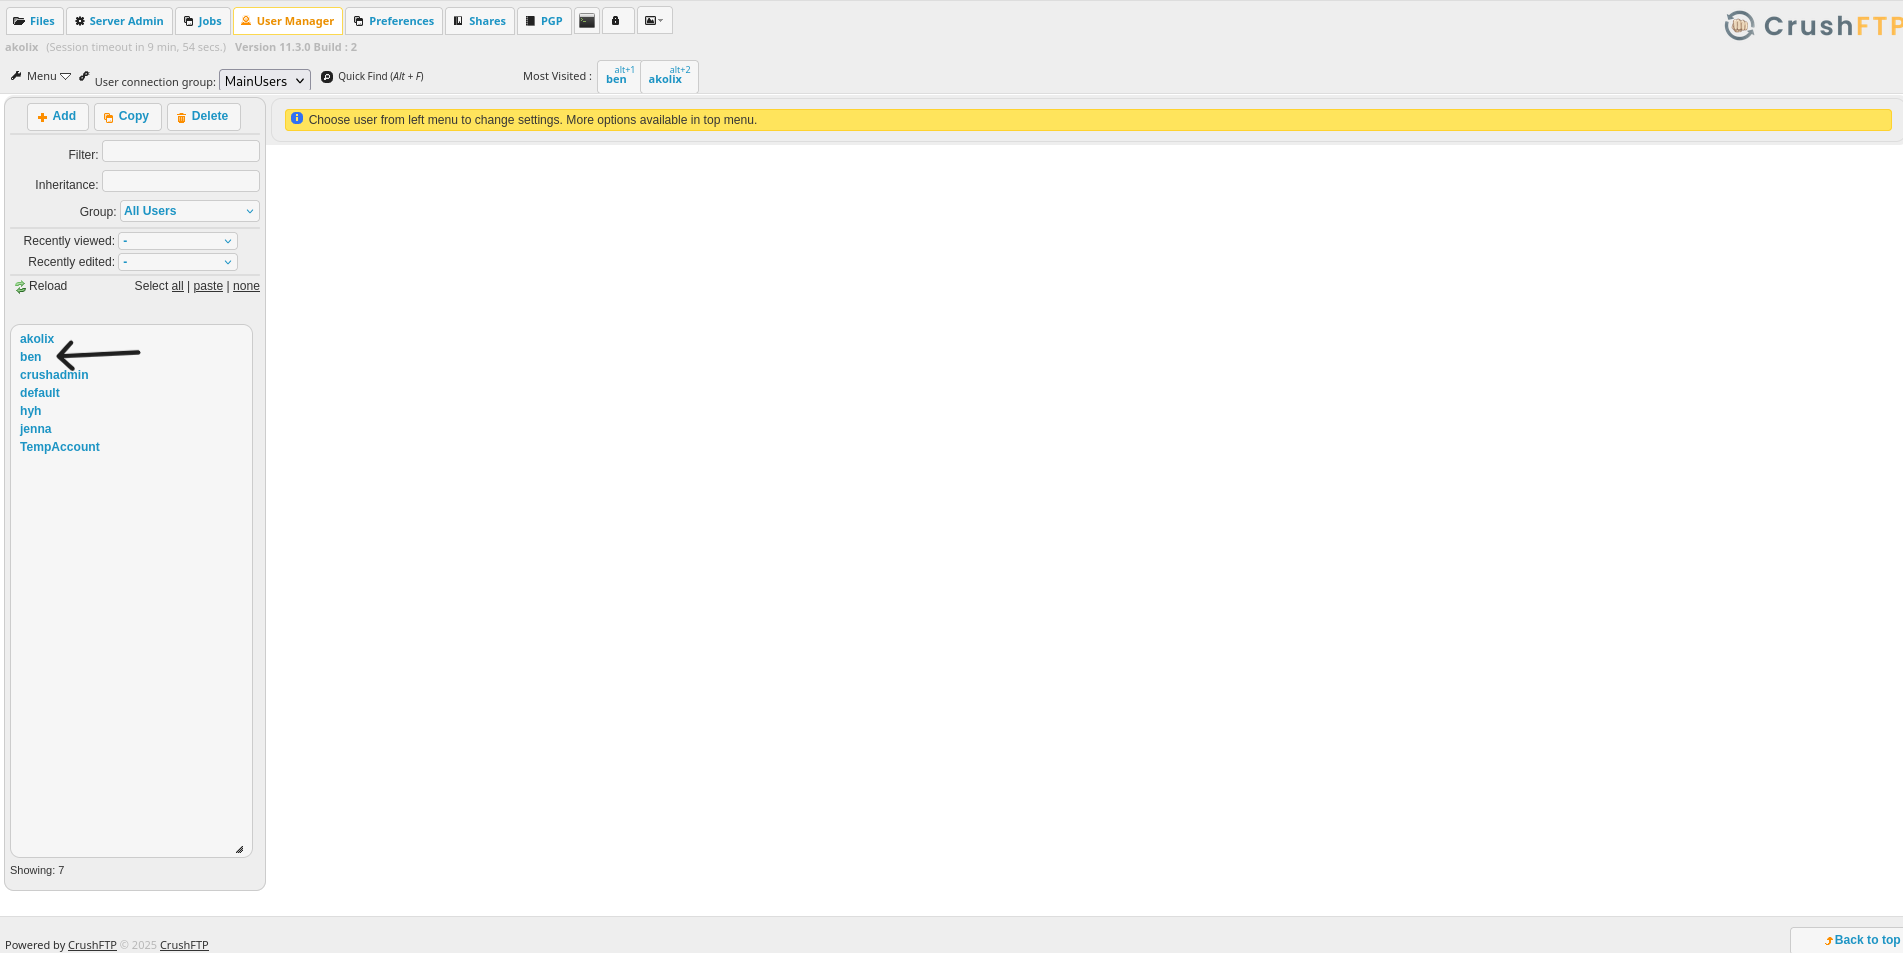 Files Server Admin Jobs User Manager Preferences Shares PGP
CrushFTP
akolix (Session timeout in 9 min, 54 secs.) Version 11.3.0 Build : 2
Menu User connection group: MainUsers Quick Find (Alt + F) Most Visited : alt+1 ben alt+2 akolix
Add Copy Delete
Choose user from left menu to change settings. More options available in top menu.
Filter:
Inheritance:
Group: All Users
Recently viewed: -
Recently edited: -
Reload Select all | paste | none
akolix
ben
crushadmin
default
hyh
jenna
TempAccount
Showing: 7
Powered by CrushFTP © 2025 CrushFTP
Back to top